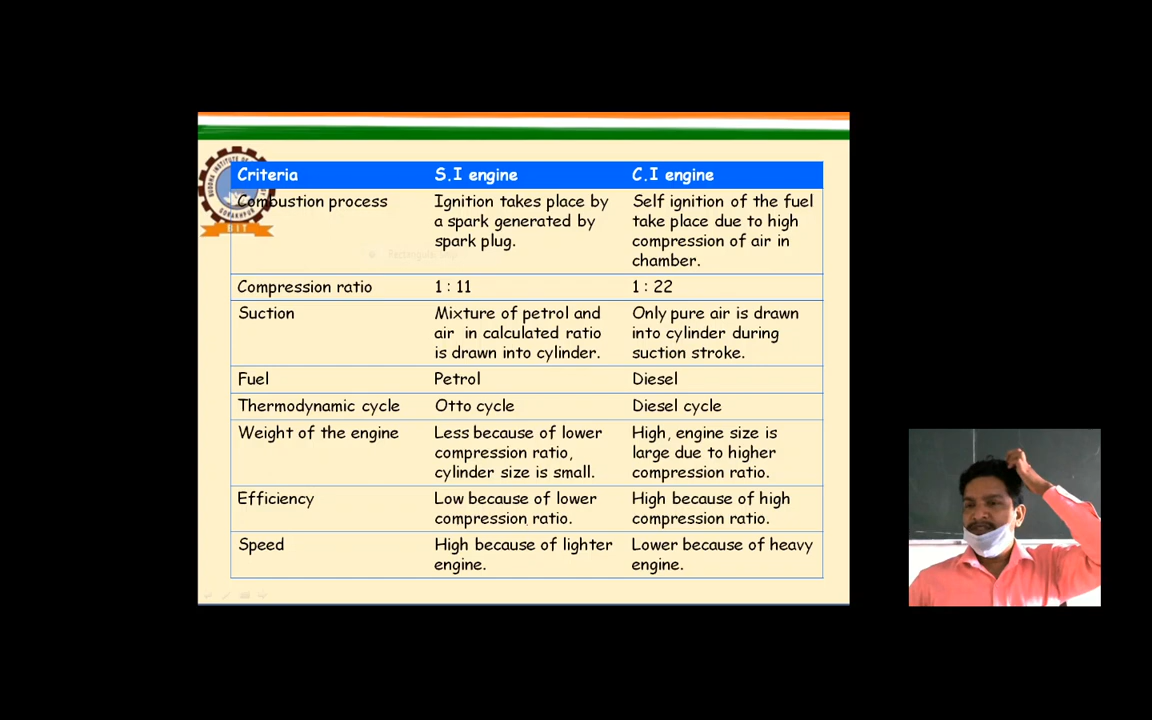 Criteria S.I engine C.I engine
Combustion process Ignition takes place by Self ignition of the fuel
a spark generated by take place due to high
spark plug. compression of air in
chamber.
Compression ratio 1 : 11 1 : 22
Suction Mixture of petrol and Only pure air is drawn
air in calculated ratio into cylinder during
is drawn into cylinder. suction stroke.
Fuel Petrol Diesel
Thermodynamic cycle Otto cycle Diesel cycle
Weight of the engine Less because of lower High, engine size is
compression ratio, large due to higher
cylinder size is small. compression ratio.
Efficiency Low because of lower High because of high
compression ratio. compression ratio.
Speed High because of lighter Lower because of heavy
engine. engine.
BUDDHA INSTITUTE OF
GORAKHPUR
BIT